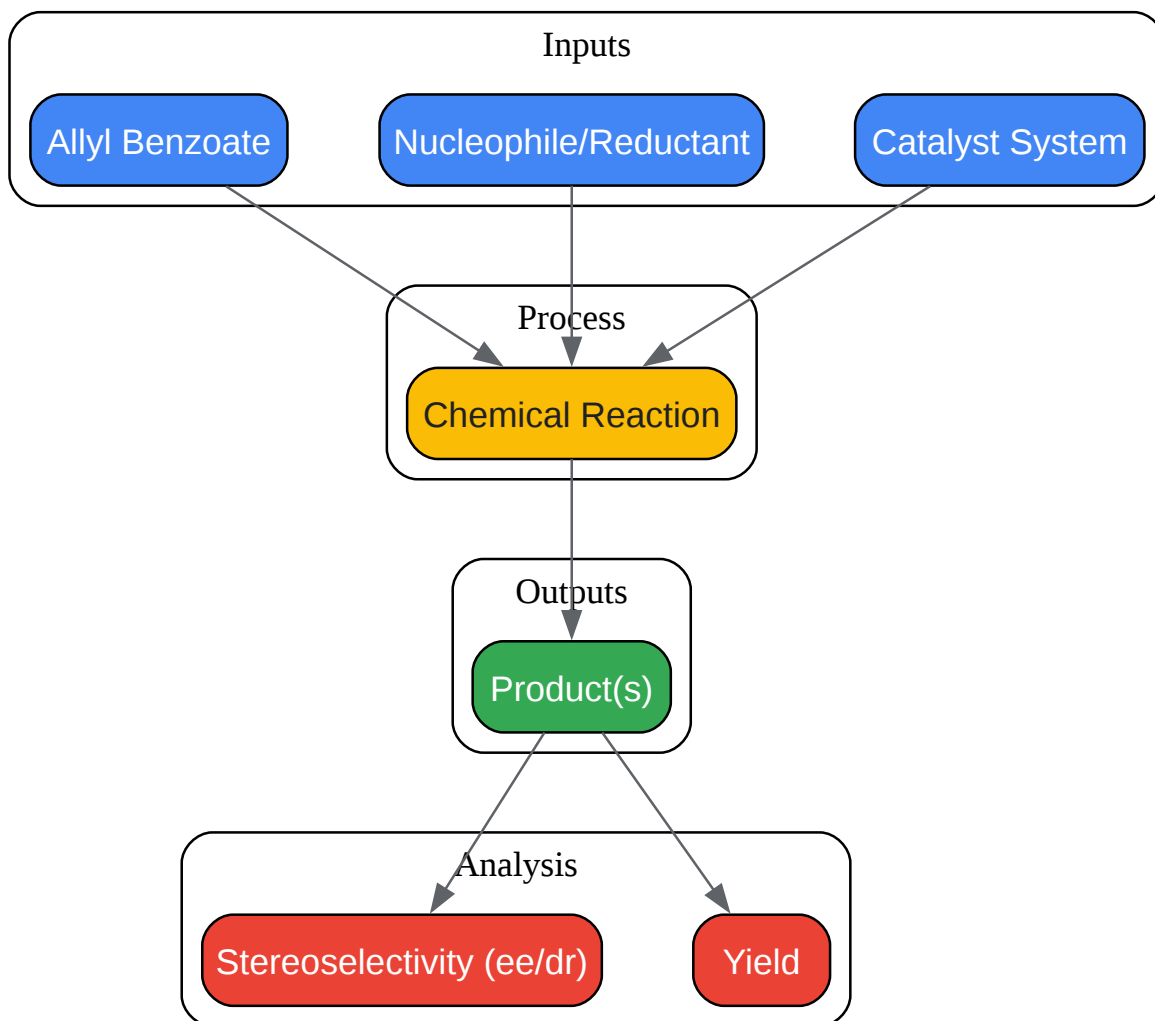 Inputs
Allyl Benzoate
Nucleophile/Reductant
Catalyst System
Process
Chemical Reaction
Outputs
Product(s)
Analysis
Stereoselectivity (ee/dr)
Yield